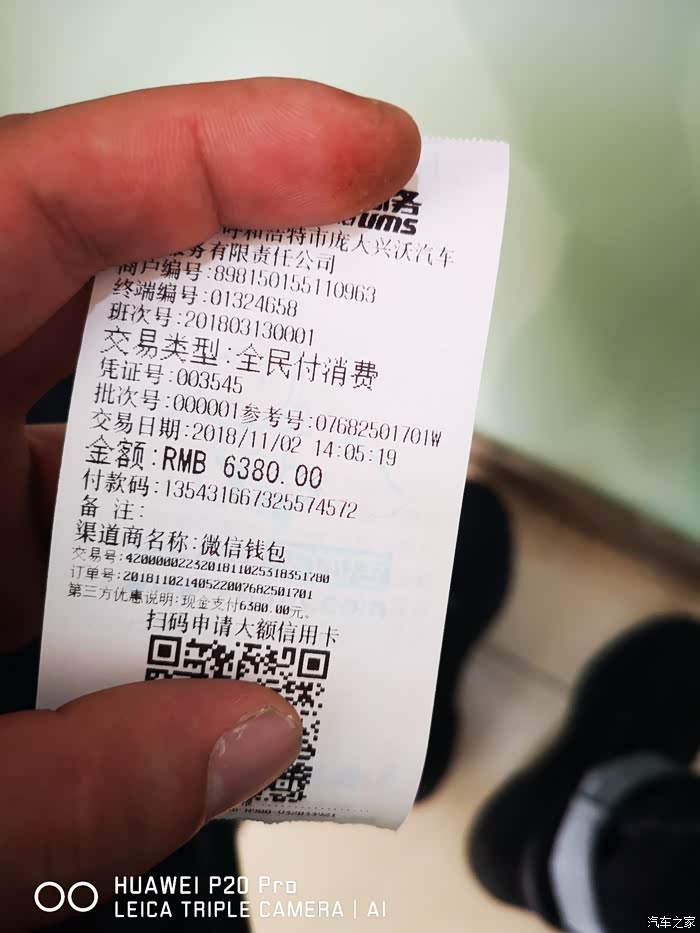 务
ums
呼和浩特市庞大兴沃汽车
服务有限责任公司
商户编号:898150155110963
终端编号:01324658
班次号:201803130001
交易类型:全民付消费
凭证号:003545
批次号:000001参考号:07682501701W
交易日期:2018/11/02 14:05:19
金额:RMB 6380.00
付款码:135431667325574572
备 注:
渠道商名称:微信钱包
交易号:4200000223201811025318351780
订单号:20181102140522007682501701
第三方优惠说明:现金支付6380.00元。
扫码申请大额信用卡
HUAWEI P20 Pro
LEICA TRIPLE CAMERA | AI
汽车之家